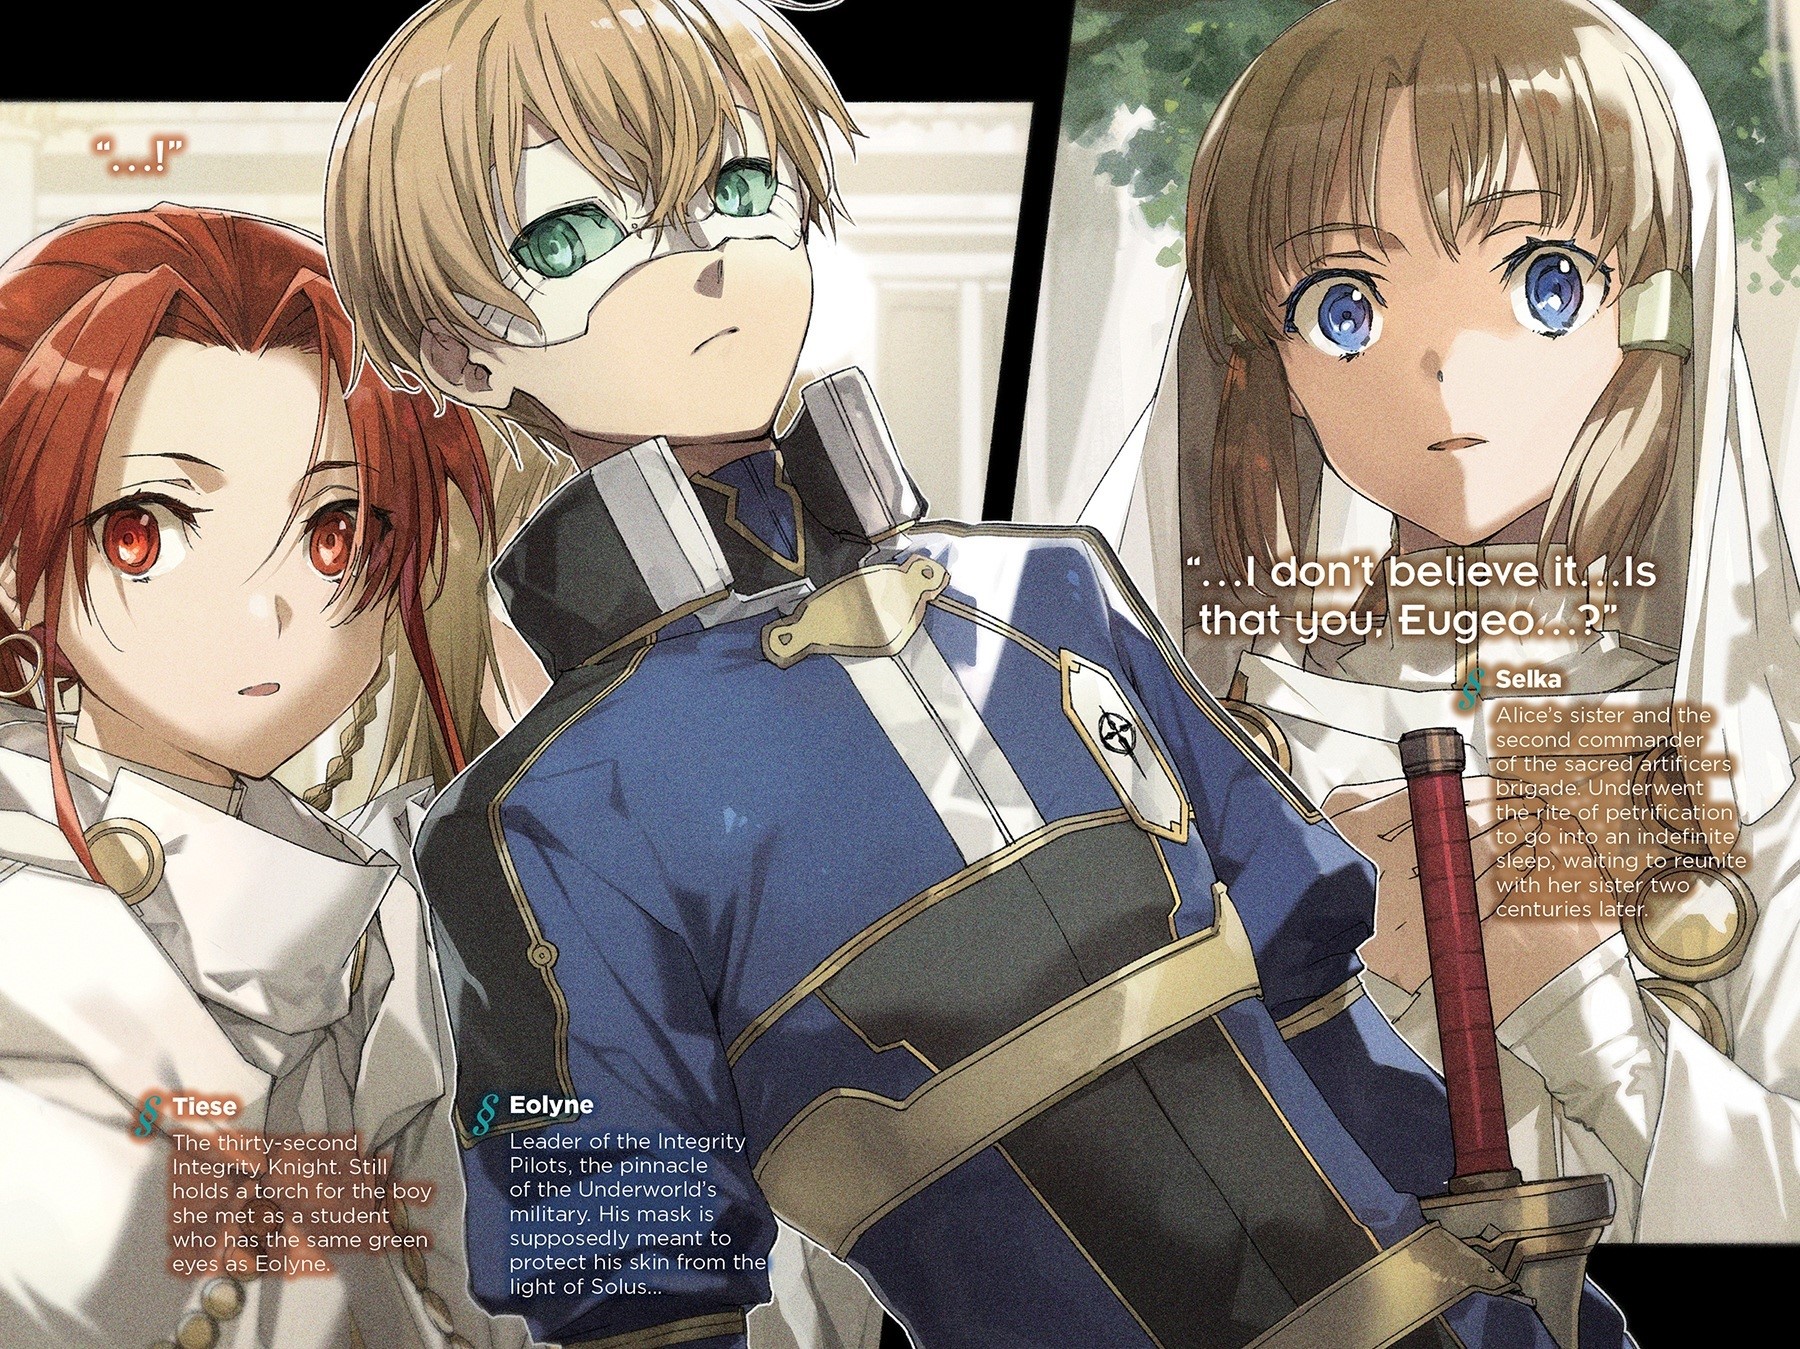 “...!”
“...I don’t believe it...Is
that you, Eugeo...?”
Selka
Alice’s sister and the
second commander
of the sacred artificers
brigade. Underwent
the rite of petrification
to go into an indefinite
sleep, waiting to reunite
with her sister two
centuries later.
Tiese
The thirty-second
Integrity Knight. Still
holds a torch for the boy
she met as a student
who has the same green
eyes as Eolyne.
Eolyne
Leader of the Integrity
Pilots, the pinnacle
of the Underworld’s
military. His mask is
supposedly meant to
protect his skin from the
light of Solus...